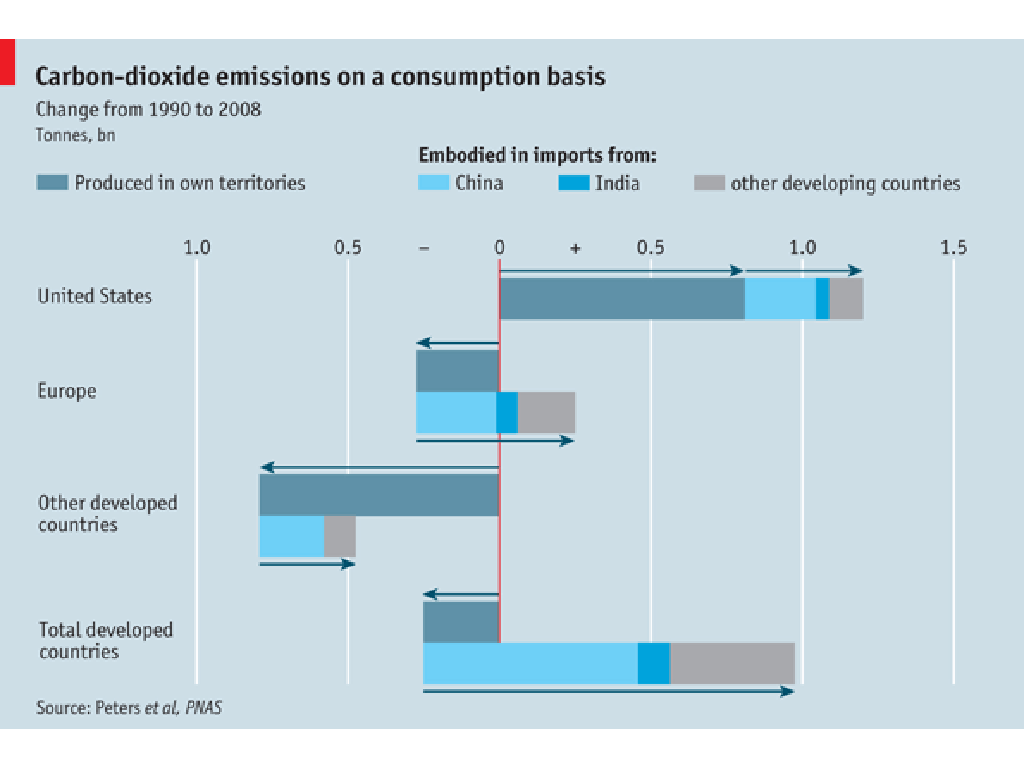 Carbon-dioxide emissions on a consumption basis
Change from 1990 to 2008
Tonnes, bn
Embodied in imports from:
Produced in own territories China India other developing countries
1.0 0.5 – 0 + 0.5 1.0 1.5
United States
Europe
Other developed
countries
Total developed
countries
Source: Peters et al, PNAS